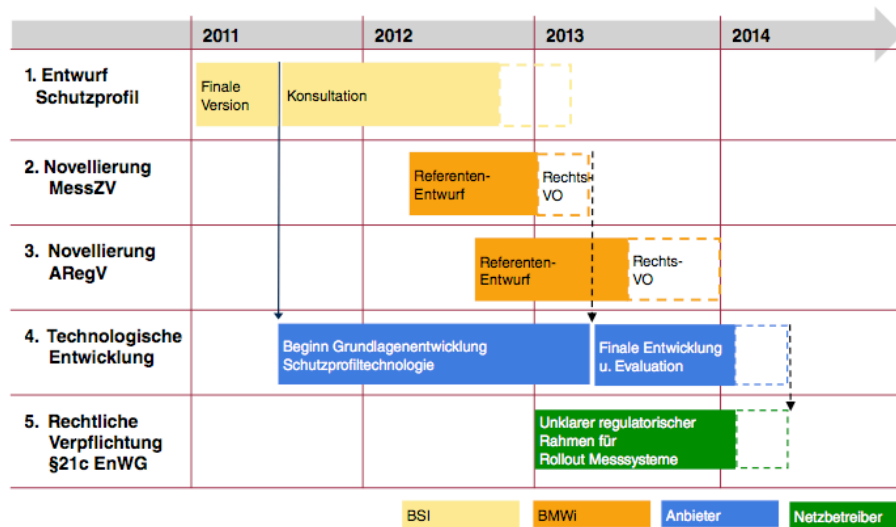 2011 2012 2013 2014
1. Entwurf
Schutzprofil
Finale
Version
Konsultation
2. Novellierung
MessZV
Referenten-
Entwurf
Rechts-
VO
3. Novellierung
ARegV
Referenten-
Entwurf
Rechts-
VO
4. Technologische
Entwicklung
Beginn Grundlagenentwicklung
Schutzprofiltechnologie
Finale Entwicklung
u. Evaluation
5. Rechtliche
Verpflichtung
§21c EnWG
Unklarer regulatorischer
Rahmen für
Rollout Messsysteme
BSI BMWi Anbieter Netzbetreiber